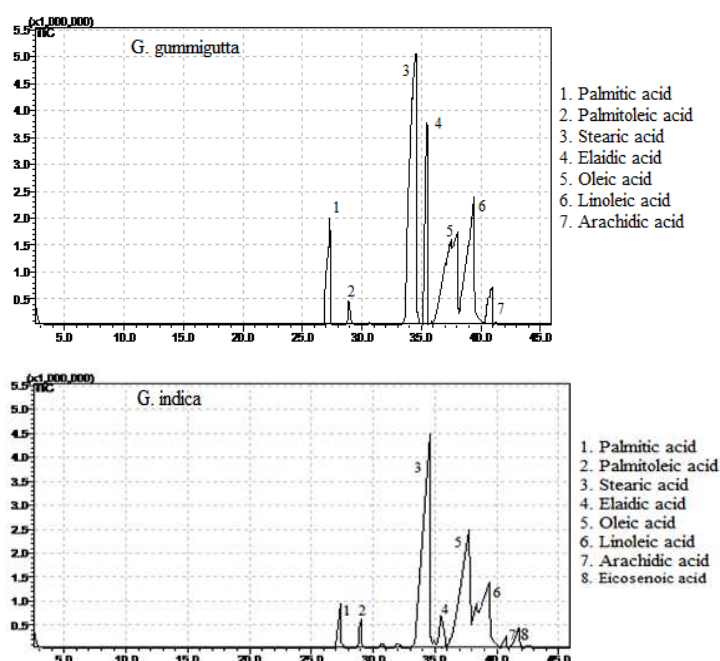 (x1,000,000)
TIC
G. gummigutta
5.5
5.0
4.5
4.0
3.5
3.0
2.5
2.0
1.5
1.0
0.5
3
4
1
2
5
6
7
5.0 10.0 15.0 20.0 25.0 30.0 35.0 40.0 45.0
1. Palmitic acid
2. Palmitoleic acid
3. Stearic acid
4. Elaidic acid
5. Oleic acid
6. Linoleic acid
7. Arachidic acid
(x1,000,000)
TIC
G. indica
5.5
5.0
4.5
4.0
3.5
3.0
2.5
2.0
1.5
1.0
0.5
3
5
6
1 2
4
7 8
5.0 10.0 15.0 20.0 25.0 30.0 35.0 40.0 45.0
1. Palmitic acid
2. Palmitoleic acid
3. Stearic acid
4. Elaidic acid
5. Oleic acid
6. Linoleic acid
7. Arachidic acid
8. Eicosenoic acid